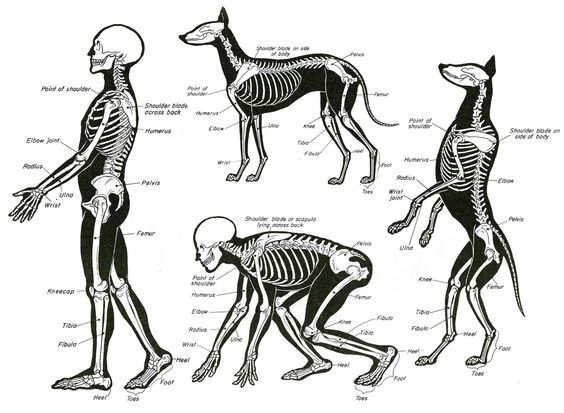 Point of shoulder
Shoulder blade
across back
Humerus
Elbow joint
Radius
Ulna
Wrist
Pelvis
Femur
Kneecap
Tibia
Fibula
Heel
Heel
Foot
Toes
Shoulder blade on side
of body
Pelvis
Point of
shoulder
Femur
Humerus
Elbow
Ulna
Knee
Tibia
Fibula
Heel
Wrist
Foot
Toes
Shoulder blade or scapula
lying across back
Pelvis
Point of
shoulder
Humerus
Femur
Elbow
Knee
Radius
Tibia
Ulna
Fibula
Wrist
Heel
Heel
Foot
Toes
Point of
shoulder
Shoulder blade on
side of body
Humerus
Radius
Elbow
Wrist
joint
Pelvis
Ulna
Knee
Femur
Tibia
Fibula
Heel
Foot
Toes